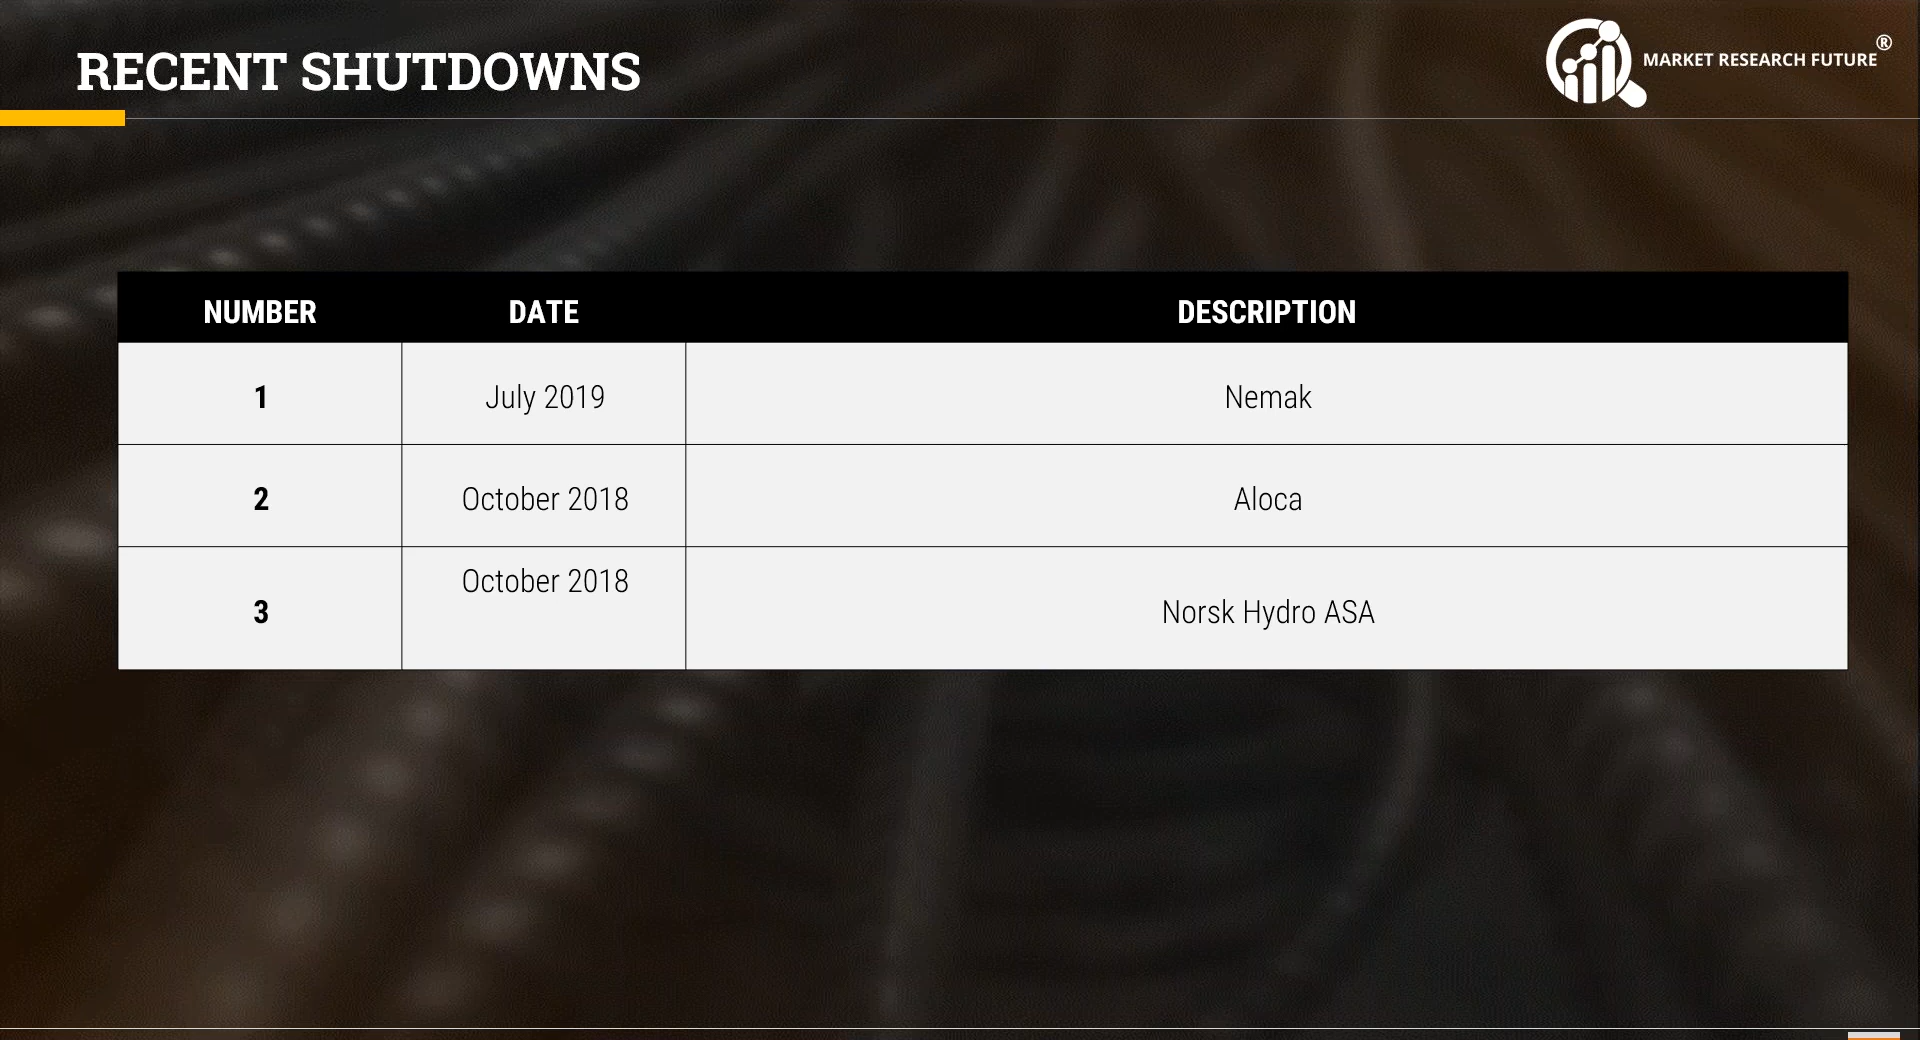 RECENT SHUTDOWNS
MARKET RESEARCH FUTURE®
NUMBER DATE DESCRIPTION
1 July 2019 Nemak
2 October 2018 Aloca
3 October 2018 Norsk Hydro ASA